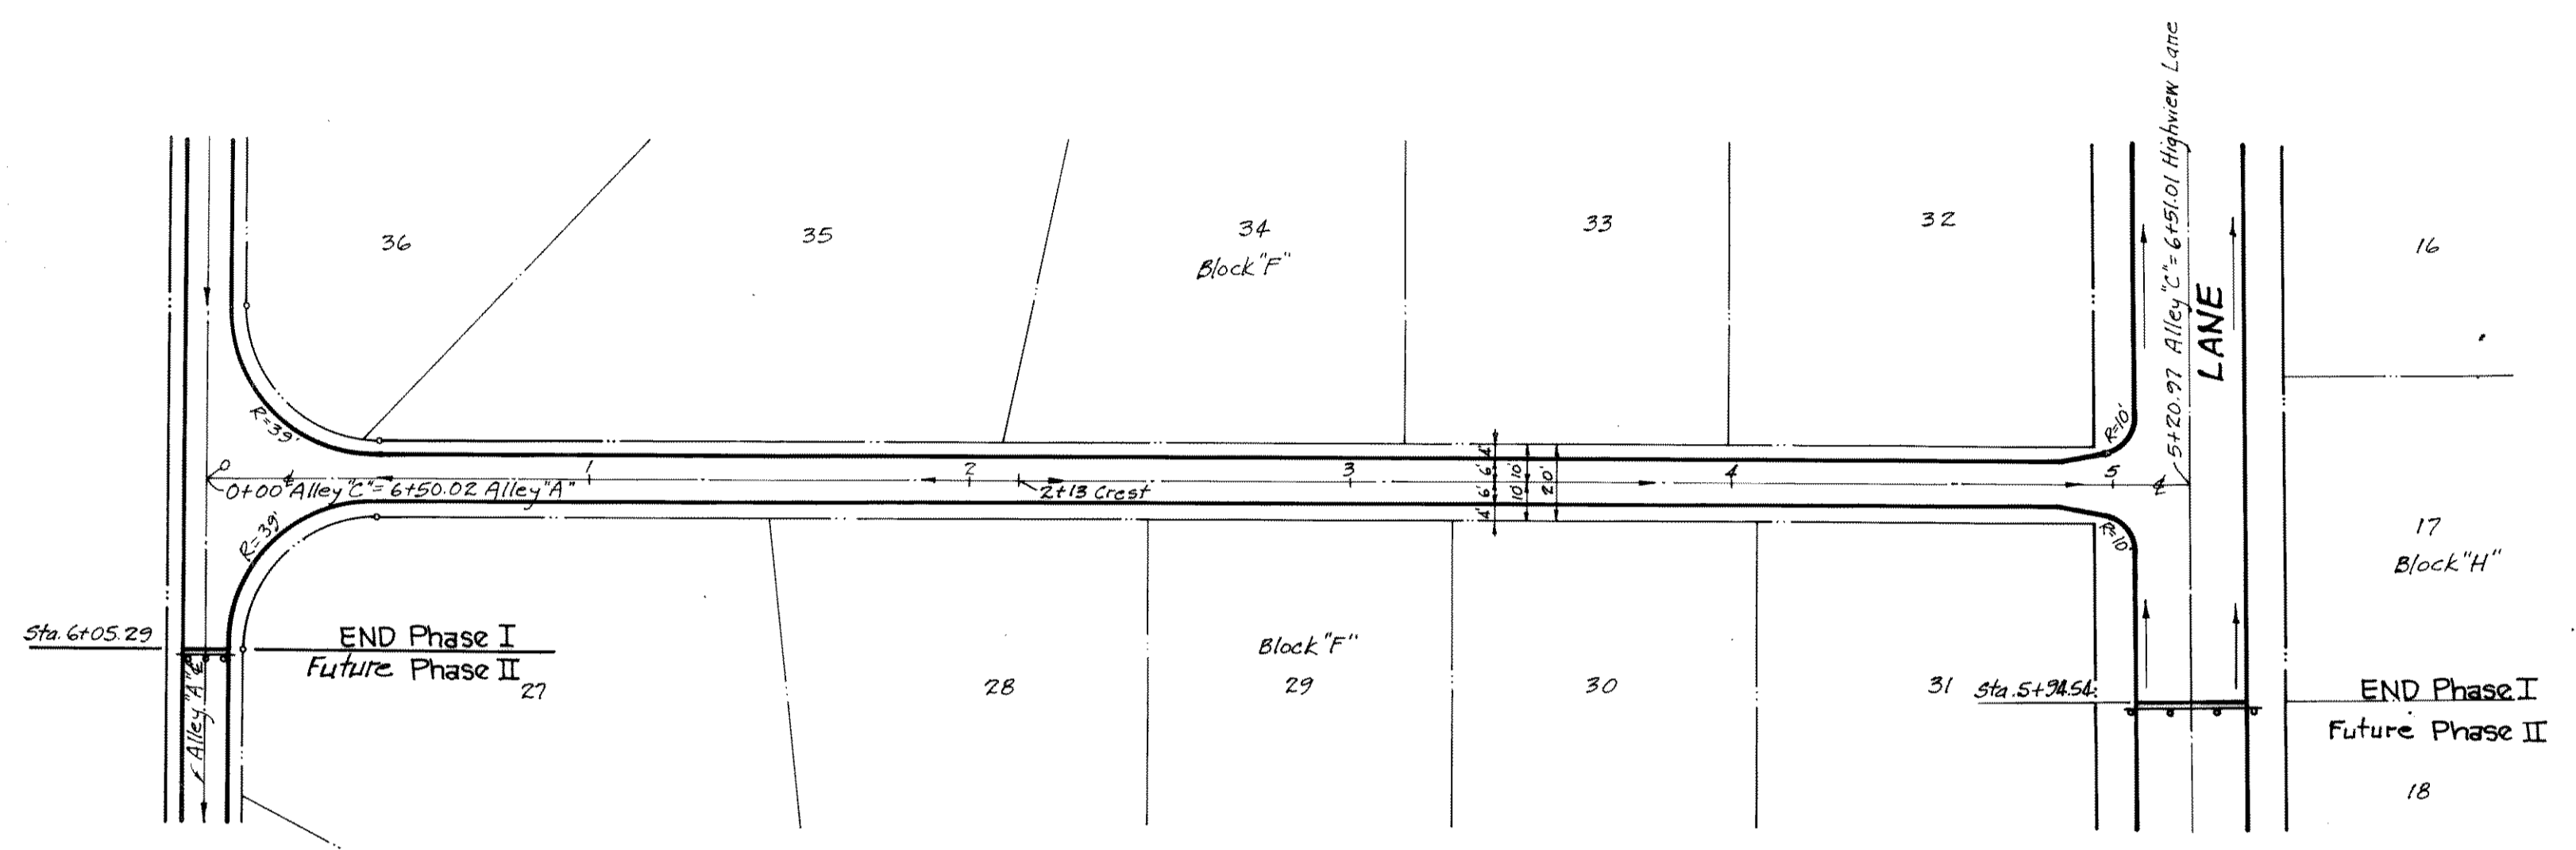 5+20.97 Alley "C" = 6+51.01 Highview Lane
LANE
36
35
34
Block "F"
33
32
16
R=39'
R=10'
0
1
2
3
4
5
0+00 Alley "C" = 6+50.02 Alley "A"
2+13 Crest
4'
6'
6'
4'
10'
10'
20'
R=39'
R=10'
17
Block "H"
Sta. 6+05.29
END Phase I
Future Phase II
27
28
Block "F"
29
30
31
Sta. 5+94.54
END Phase I
Future Phase II
Alley "A" ℄
18